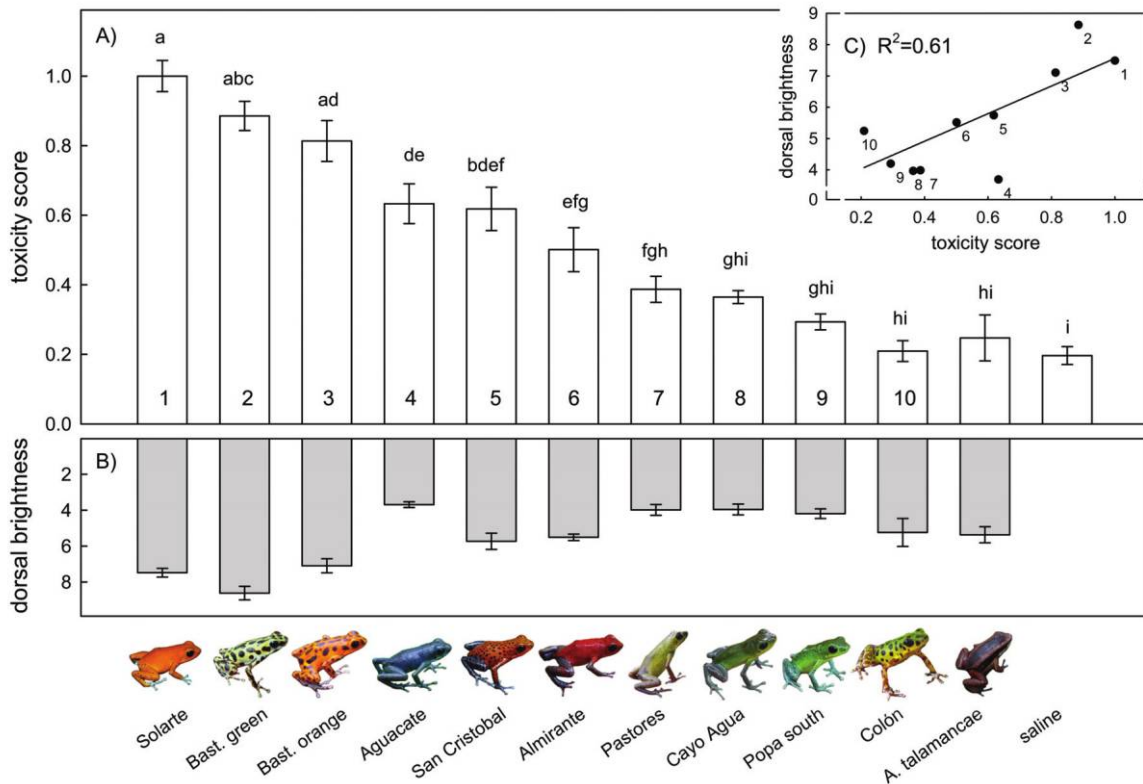 A)
a
abc
ad
de
bdef
efg
fgh
ghi
ghi
hi
hi
i
toxicity score
1.0
0.8
0.6
0.4
0.2
0.0
1
2
3
4
5
6
7
8
9
10
C) R²=0.61
dorsal brightness
9
8
7
6
5
4
0
2
1
3
5
6
10
9
8
7
4
0.2
0.4
0.6
0.8
1.0
toxicity score
B)
dorsal brightness
2
4
6
8
Solarte
Bast. green
Bast. orange
Aguacate
San Cristobal
Almirante
Pastores
Cayo Agua
Popa south
Colón
A. talamancae
saline